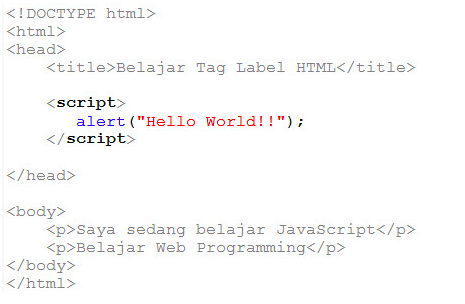 <!DOCTYPE html>
<html>
<head>
    <title>Belajar Tag Label HTML</title>

    <script>
       alert("Hello World!!");
    </script>

</head>

<body>
    <p>Saya sedang belajar JavaScript</p>
    <p>Belajar Web Programming</p>
</body>
</html>